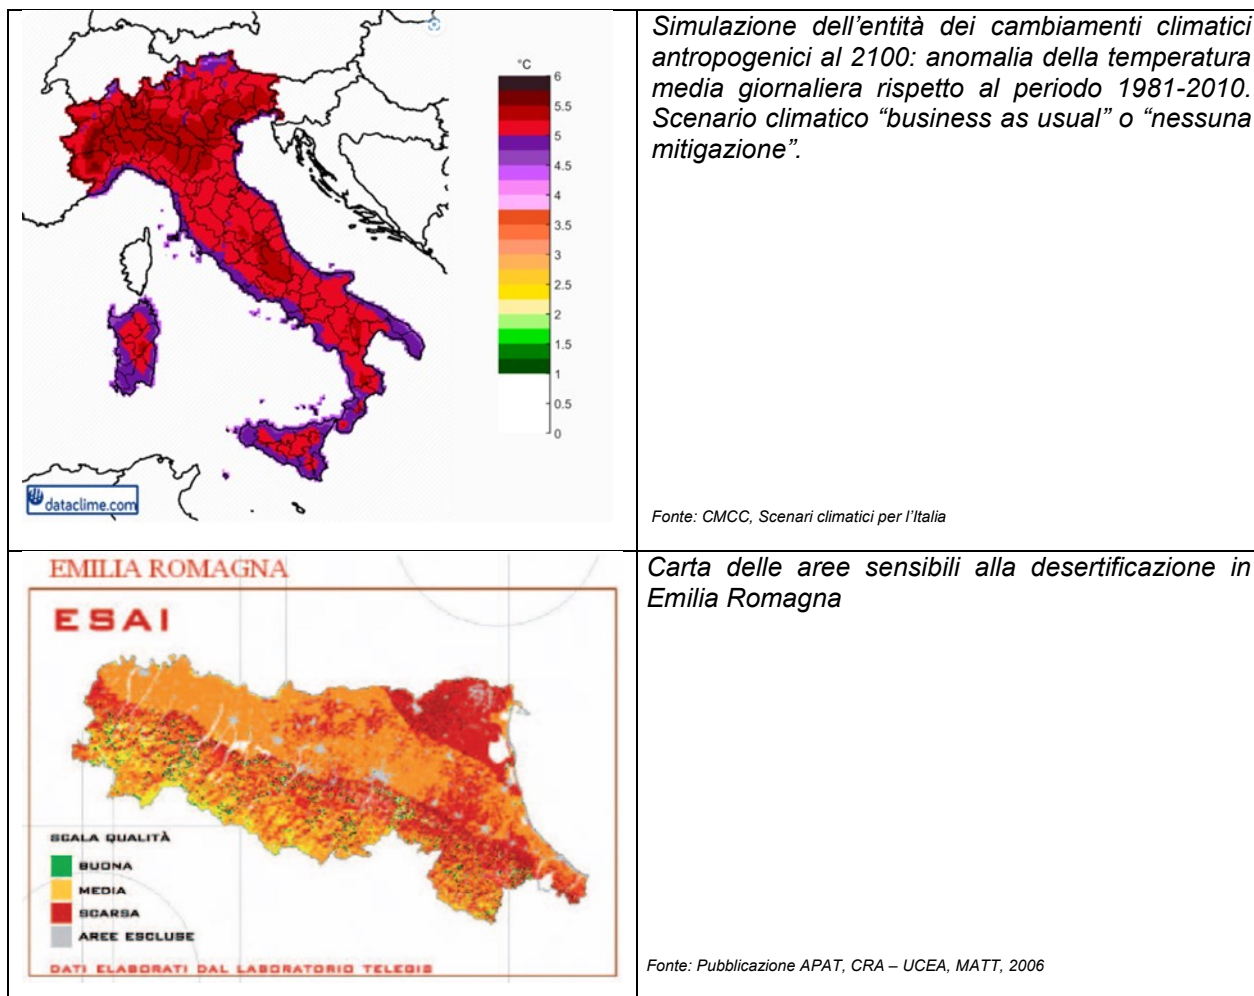 °C
6
5.5
5
4.5
4
3.5
3
2.5
2
1.5
1
0.5
0
dataclime.com
Simulazione dell’entità dei cambiamenti climatici
antropogenici al 2100: anomalia della temperatura
media giornaliera rispetto al periodo 1981-2010.
Scenario climatico “business as usual” o “nessuna
mitigazione”.
Fonte: CMCC, Scenari climatici per l’Italia
EMILIA ROMAGNA
ESAI
SCALA QUALITÀ
BUONA
MEDIA
SCARSA
AREE ESCLUSE
DATI ELABORATI DAL LABORATORIO TELEGIS
Carta delle aree sensibili alla desertificazione in
Emilia Romagna
Fonte: Pubblicazione APAT, CRA – UCEA, MATT, 2006